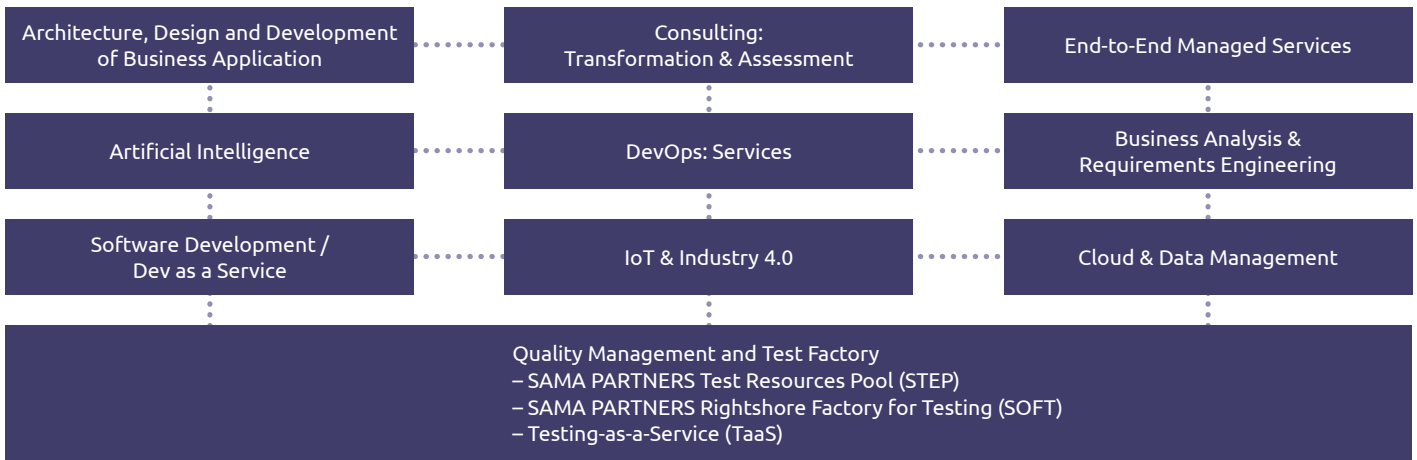 Architecture, Design and Development
of Business Application
Consulting:
Transformation & Assessment
End-to-End Managed Services
Artificial Intelligence
DevOps: Services
Business Analysis &
Requirements Engineering
Software Development /
Dev as a Service
IoT & Industry 4.0
Cloud & Data Management
Quality Management and Test Factory
– SAMA PARTNERS Test Resources Pool (STEP)
– SAMA PARTNERS Rightshore Factory for Testing (SOFT)
– Testing-as-a-Service (TaaS)